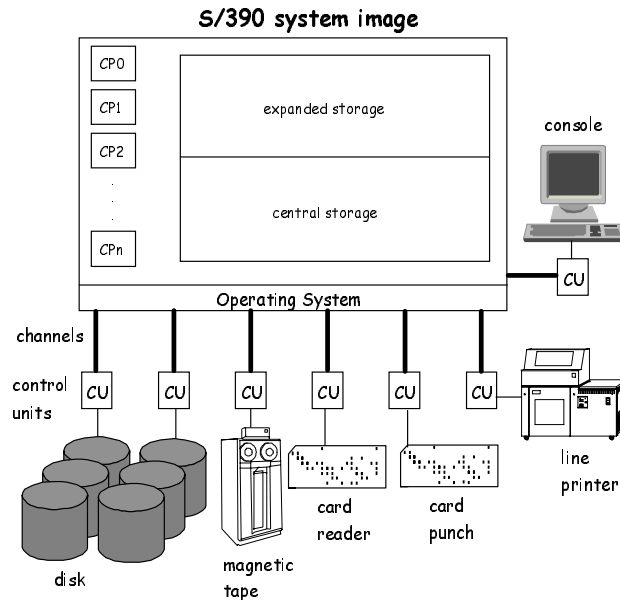 S/390 system image
CP0
CP1
CP2
CPn
expanded storage
central storage
console
CU
Operating System
channels
control
units
CU
CU
CU
CU
CU
CU
disk
magnetic
tape
card
reader
card
punch
line
printer